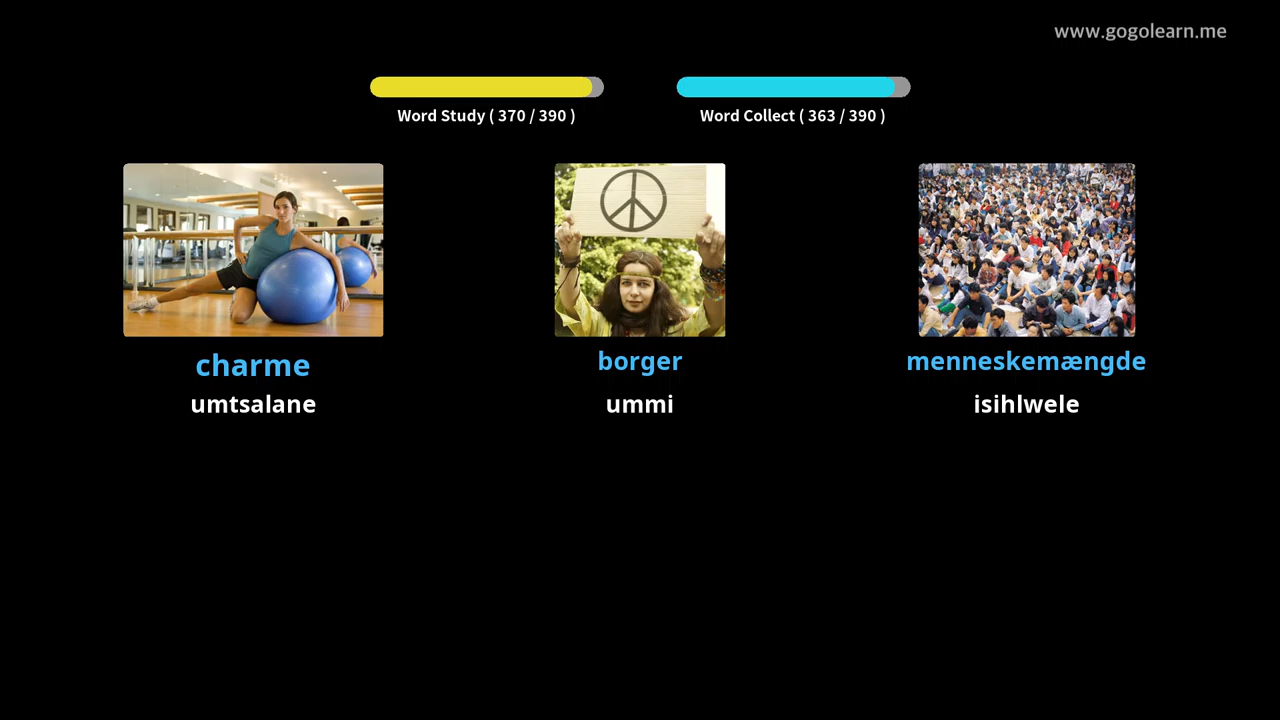 www.gogolearn.me
Word Study ( 370 / 390 )
Word Collect ( 363 / 390 )
charme
umtsalane
borger
ummi
menneskemængde
isihlwele